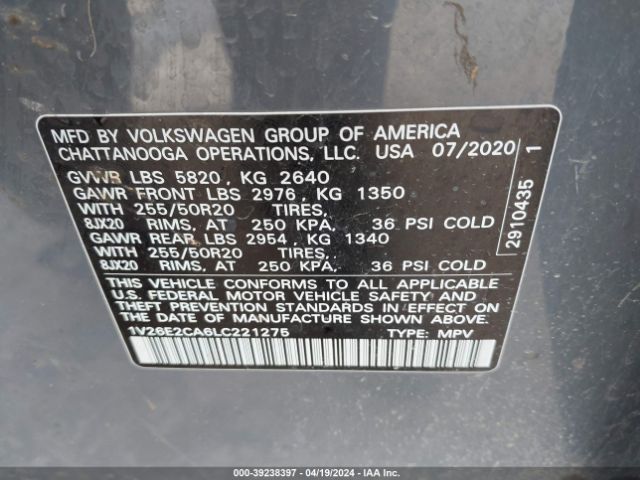 MFD BY VOLKSWAGEN GROUP OF AMERICA
CHATTANOOGA OPERATIONS, LLC. USA 07/2020
GVWR LBS 5820, KG 2640
GAWR FRONT LBS 2976, KG 1350
WITH 255/50R20 TIRES,
8JX20 RIMS, AT 250 KPA, 36 PSI COLD
GAWR REAR LBS 2954, KG 1340
WITH 255/50R20 TIRES,
8JX20 RIMS, AT 250 KPA, 36 PSI COLD
THIS VEHICLE CONFORMS TO ALL APPLICABLE
U.S. FEDERAL MOTOR VEHICLE SAFETY AND
THEFT PREVENTION STANDARDS IN EFFECT ON THE
DATE OF MANUFACTURE SHOWN ABOVE.
1V26E2CA6LC221275 TYPE: MPV
2910435 1
000-39238397 - 04/19/2024 - IAA Inc.